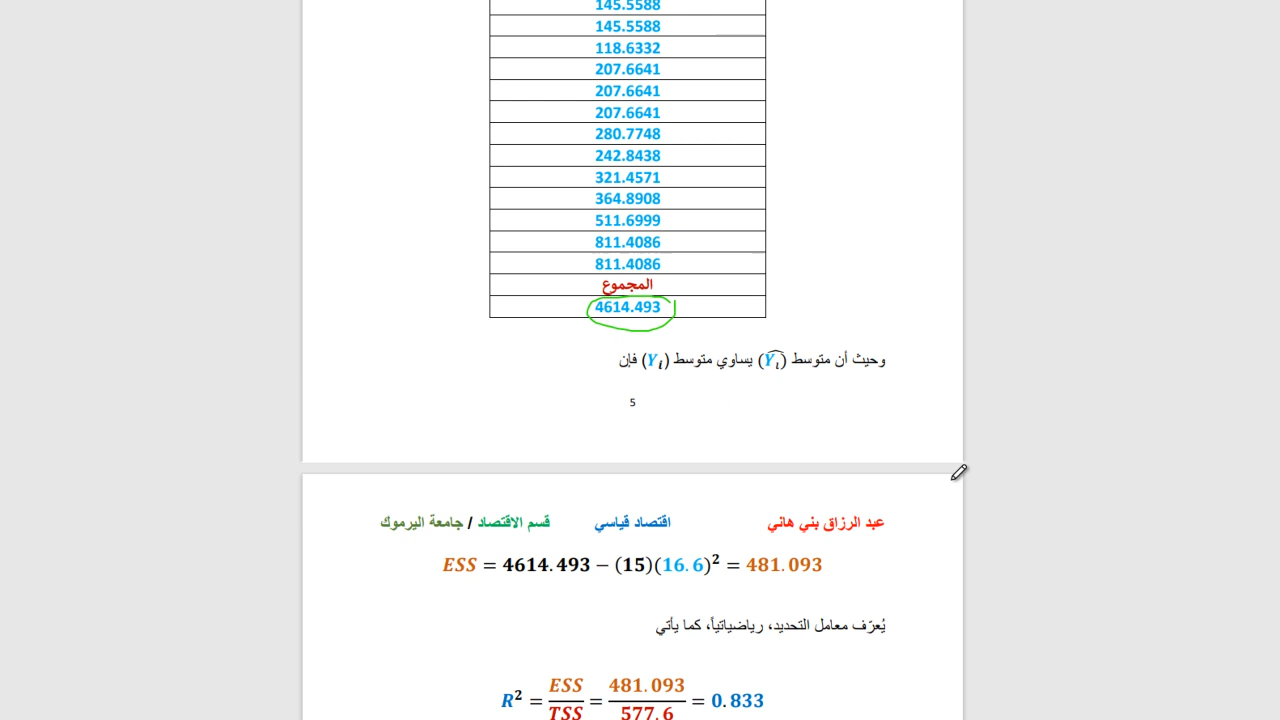 145.5588
145.5588
118.6332
207.6641
207.6641
207.6641
280.7748
242.8438
321.4571
364.8908
511.6999
811.4086
811.4086
المجموع
4614.493
وحيث أن متوسط (Ŷᵢ) يساوي متوسط (Yᵢ) فإن
5
عبد الرزاق بني هاني اقتصاد قياسي قسم الاقتصاد / جامعة اليرموك
ESS = 4614.493 − (15)(16.6)² = 481.093
يُعرّف معامل التحديد، رياضياتياً، كما يأتي
R² = ESS/TSS = 481.093/577.6 = 0.833